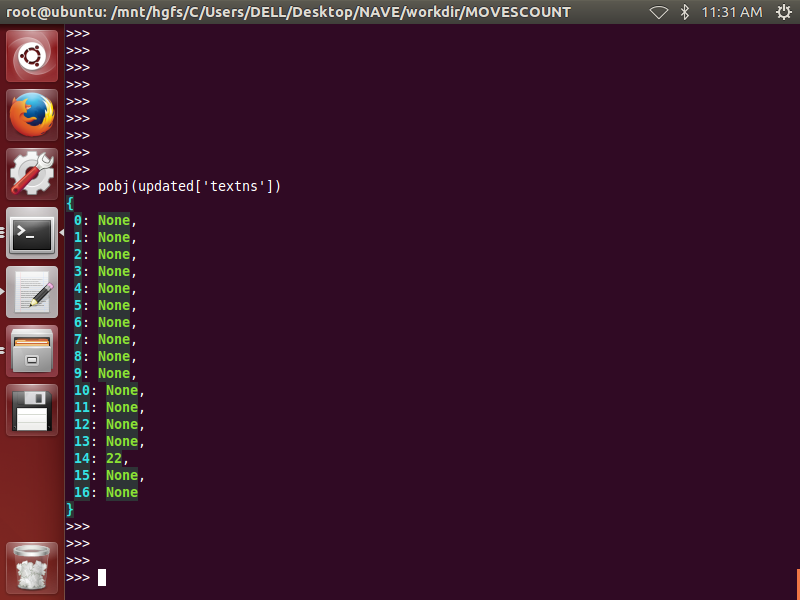 root@ubuntu: /mnt/hgfs/C/Users/DELL/Desktop/NAVE/workdir/MOVESCOUNT 11:31 AM
>>>
>>>
>>>
>>>
>>>
>>>
>>>
>>>
>>>
>>> pobj(updated['textns'])
{
0: None,
1: None,
2: None,
3: None,
4: None,
5: None,
6: None,
7: None,
8: None,
9: None,
10: None,
11: None,
12: None,
13: None,
14: 22,
15: None,
16: None
}
>>>
>>>
>>>
>>>